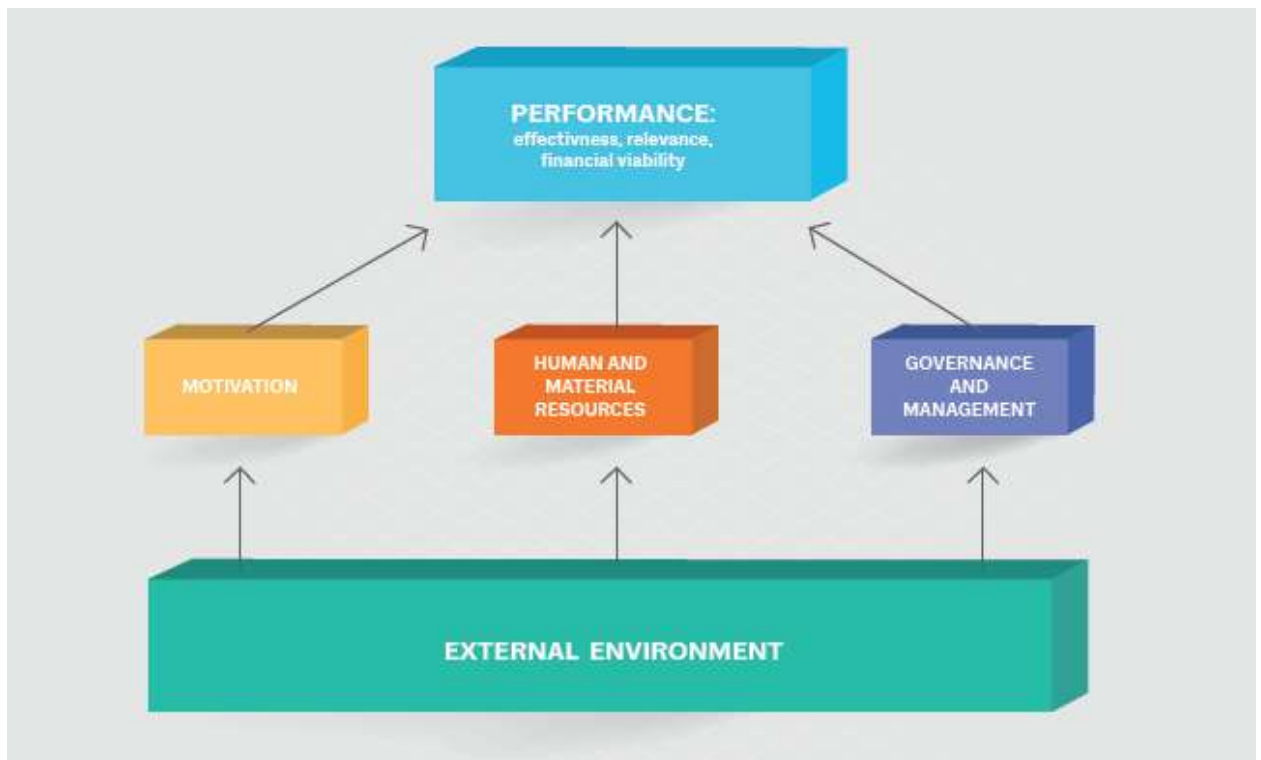 PERFORMANCE:
effectivness, relevance,
financial viability
MOTIVATION
HUMAN AND
MATERIAL
RESOURCES
GOVERNANCE
AND
MANAGEMENT
EXTERNAL ENVIRONMENT